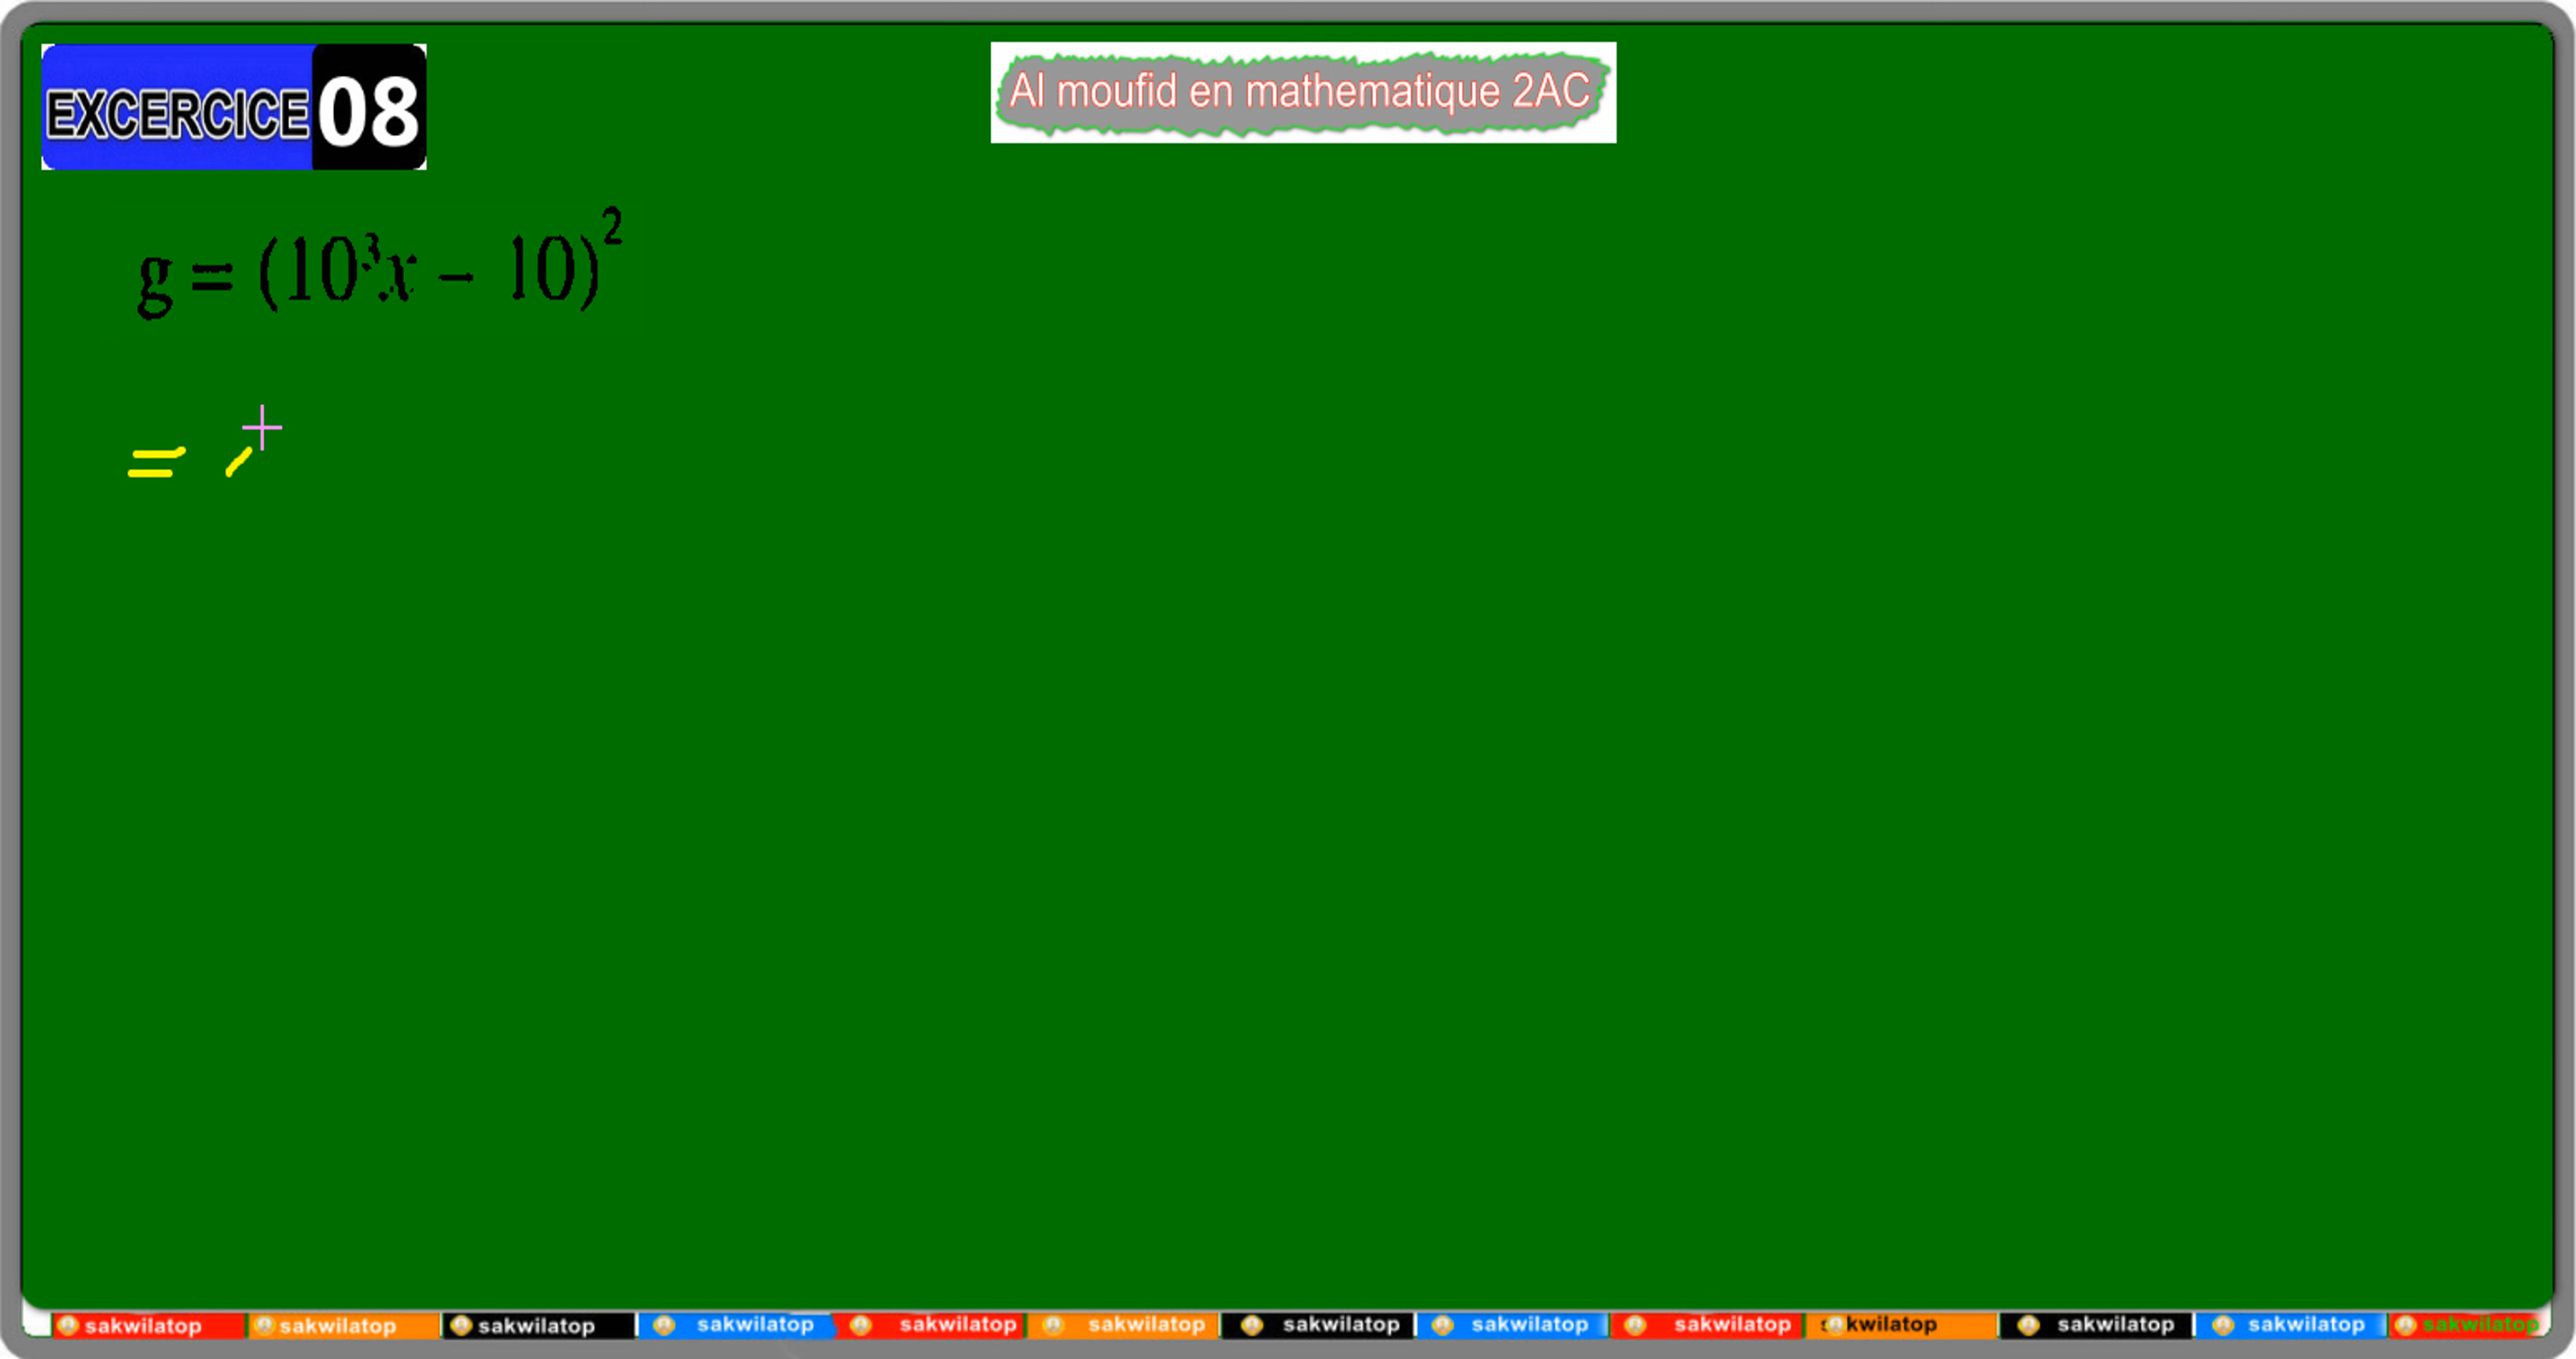 EXCERCICE 08
Al moufid en mathematique 2AC
g = (10³x − 10)²
=
sakwilatop sakwilatop sakwilatop sakwilatop sakwilatop sakwilatop sakwilatop sakwilatop sakwilatop kwilatop sakwilatop sakwilatop sakwilatop